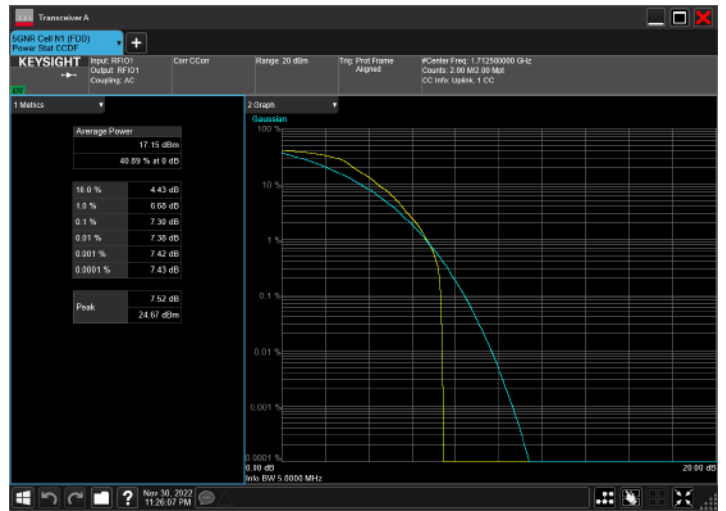 Transceiver A
5GNR Cell N1 (FDD)
Power Stat CCDF
KEYSIGHT
Input: RFIO1
Output: RFIO1
Coupling: AC
Corr CCorr
Range: 20 dBm
Trig: Prot Frame
Aligned
#Center Freq: 1.712500000 GHz
Counts: 2.00 M/2.00 Mpt
CC Info: Uplink, 1 CC
1 Metrics
Average Power
17.15 dBm
40.89 % at 0 dB
10.0 % 4.43 dB
1.0 % 6.68 dB
0.1 % 7.30 dB
0.01 % 7.38 dB
0.001 % 7.42 dB
0.0001 % 7.43 dB
Peak
7.52 dB
24.67 dBm
2 Graph
Gaussian
100 %
10 %
1 %
0.1 %
0.01 %
0.001 %
0.0001 %
0.00 dB
20.00 dB
Info BW 5.0000 MHz
?
Nov 30, 2022
11:26:07 PM